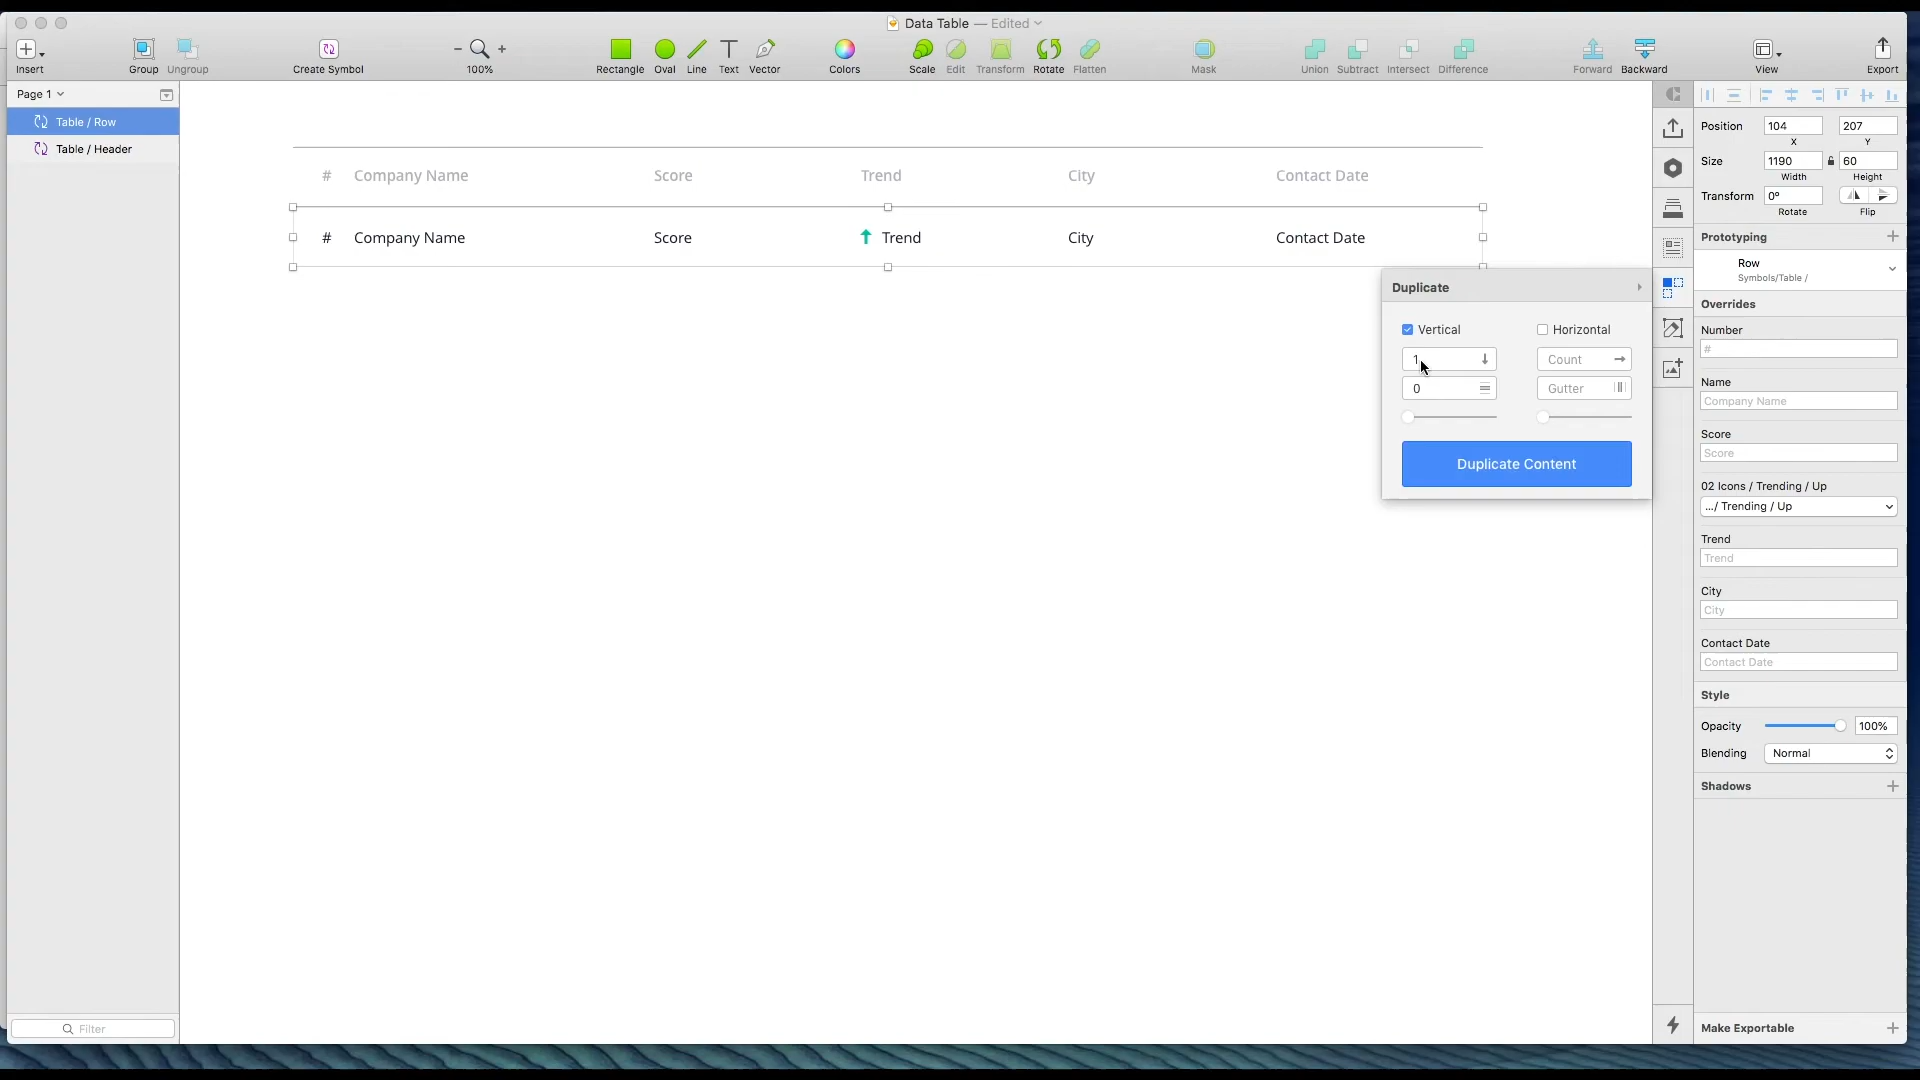 Data Table — Edited
Insert
Group
Ungroup
Create Symbol
100%
Rectangle
Oval
Line
Text
Vector
Colors
Scale
Edit
Transform
Rotate
Flatten
Mask
Union
Subtract
Intersect
Difference
Forward
Backward
View
Export
Page 1
Table / Row
Table / Header
Filter
# Company Name Score Trend City Contact Date
# Company Name Score Trend City Contact Date
Duplicate
Vertical
Horizontal
1
Count
0
Gutter
Duplicate Content
Position 104 207
X Y
Size 1190 60
Width Height
Transform 0°
Rotate Flip
Prototyping
Row
Symbols/Table /
Overrides
Number
#
Name
Company Name
Score
Score
02 Icons / Trending / Up
.../ Trending / Up
Trend
Trend
City
City
Contact Date
Contact Date
Style
Opacity 100%
Blending Normal
Shadows
Make Exportable